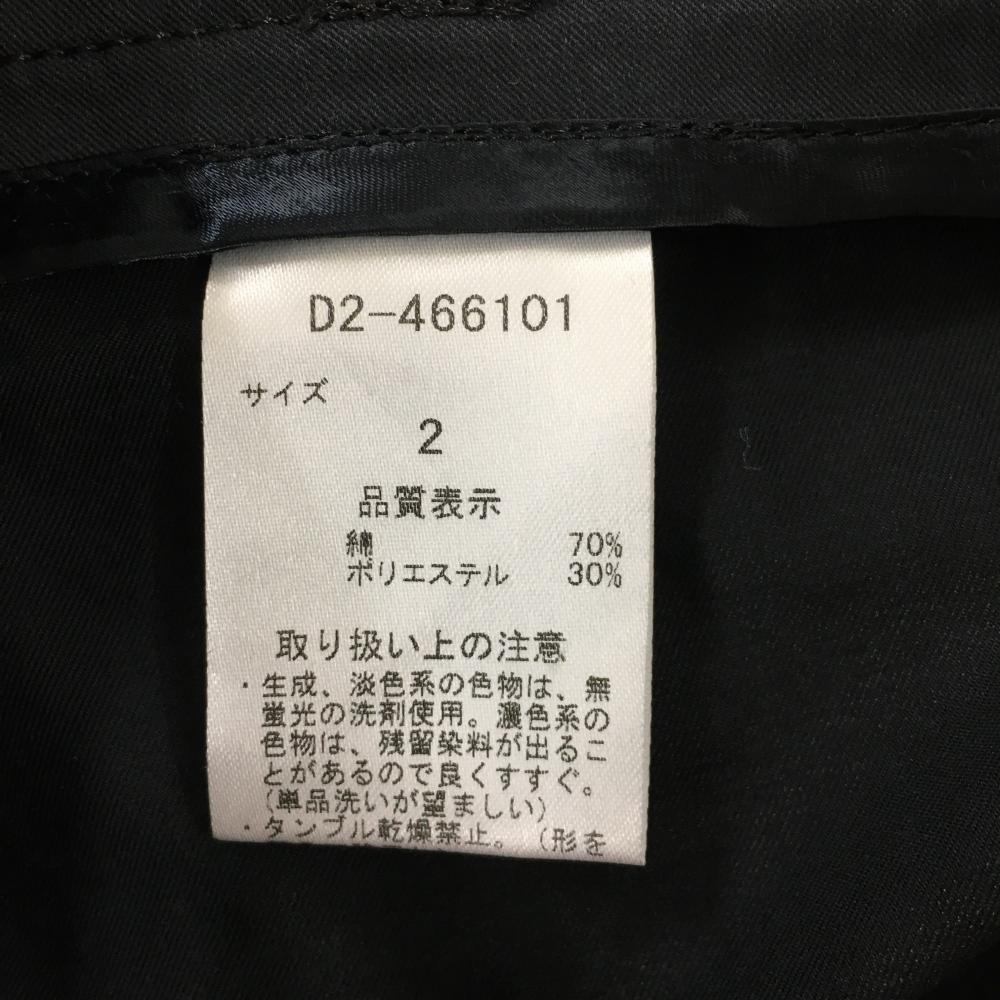 D2-466101
サイズ
2
品質表示
綿 70%
ポリエステル 30%
取り扱い上の注意
・生成、淡色系の色物は、無
蛍光の洗剤使用。濃色系の
色物は、残留染料が出るこ
とがあるので良くすすぐ。
(単品洗いが望ましい)
・タンブル乾燥禁止。(形を